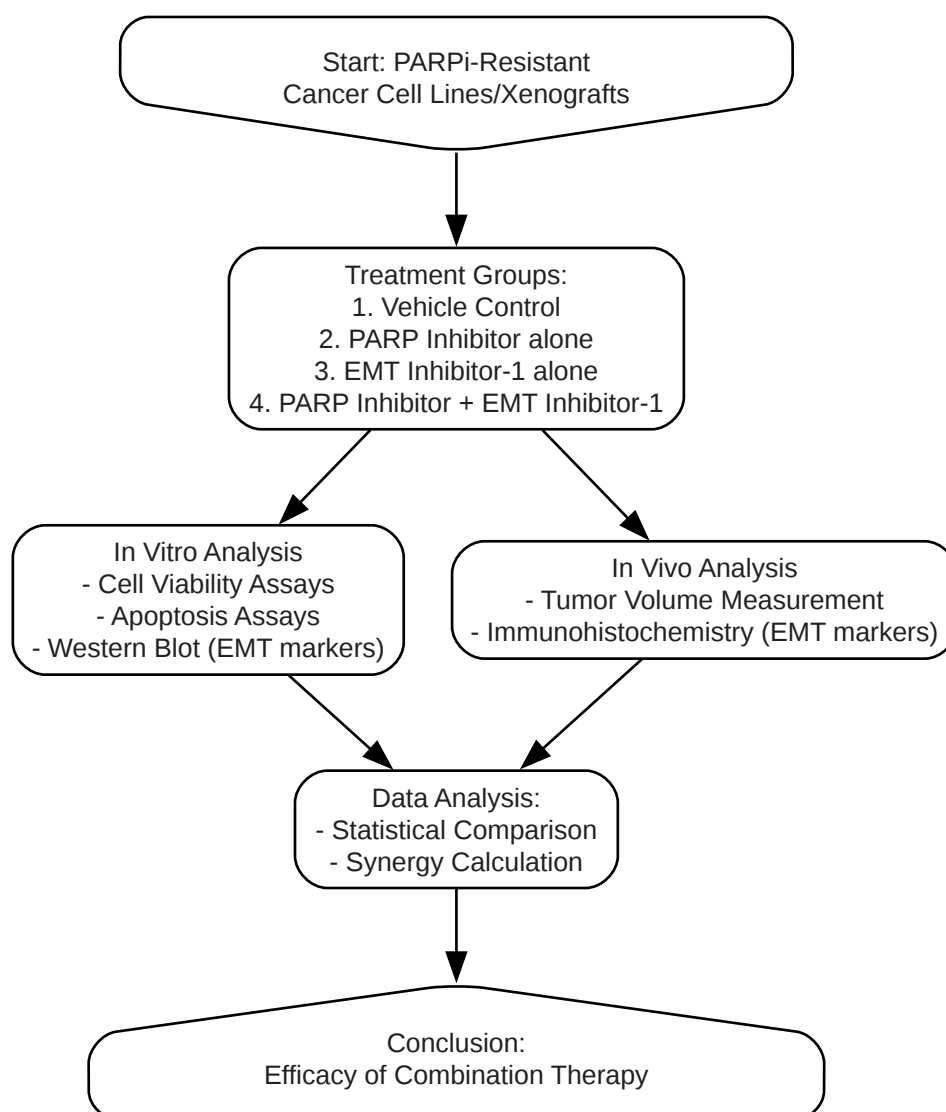 Start: PARPi-Resistant
Cancer Cell Lines/Xenografts
Treatment Groups:
1. Vehicle Control
2. PARP Inhibitor alone
3. EMT Inhibitor-1 alone
4. PARP Inhibitor + EMT Inhibitor-1
In Vitro Analysis
- Cell Viability Assays
- Apoptosis Assays
- Western Blot (EMT markers)
In Vivo Analysis
- Tumor Volume Measurement
- Immunohistochemistry (EMT markers)
Data Analysis:
- Statistical Comparison
- Synergy Calculation
Conclusion:
Efficacy of Combination Therapy